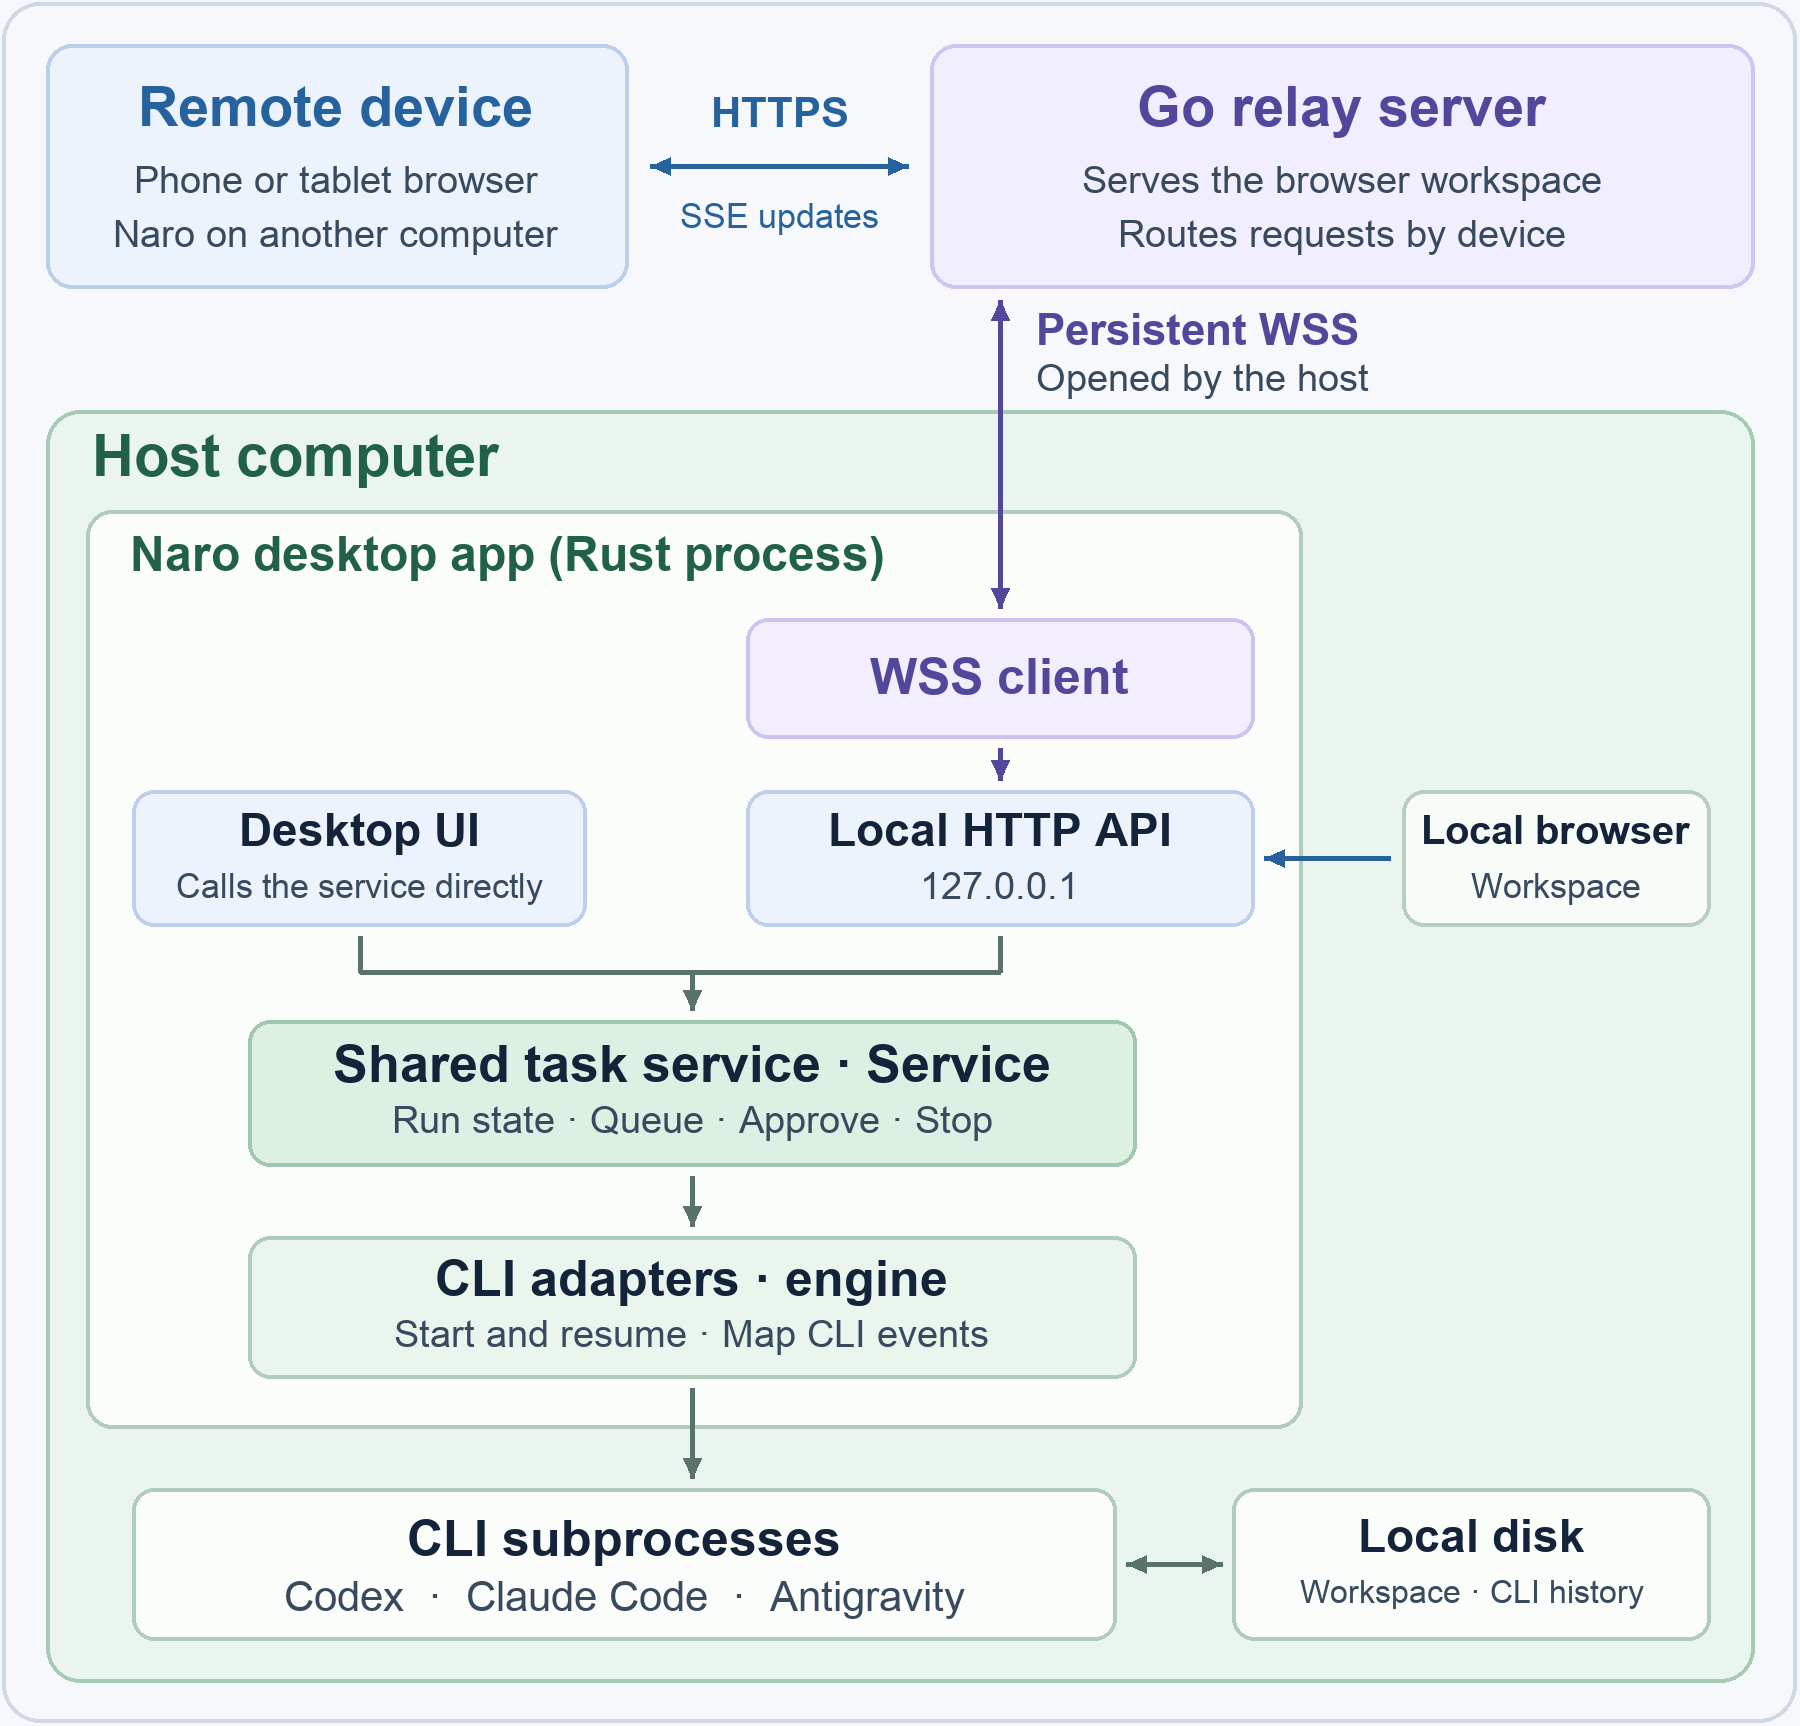 Remote device
Phone or tablet browser
Naro on another computer
HTTPS
SSE updates
Go relay server
Serves the browser workspace
Routes requests by device
Persistent WSS
Opened by the host
Host computer
Naro desktop app (Rust process)
WSS client
Desktop UI
Calls the service directly
Local HTTP API
127.0.0.1
Local browser
Workspace
Shared task service · Service
Run state · Queue · Approve · Stop
CLI adapters · engine
Start and resume · Map CLI events
CLI subprocesses
Codex · Claude Code · Antigravity
Local disk
Workspace · CLI history